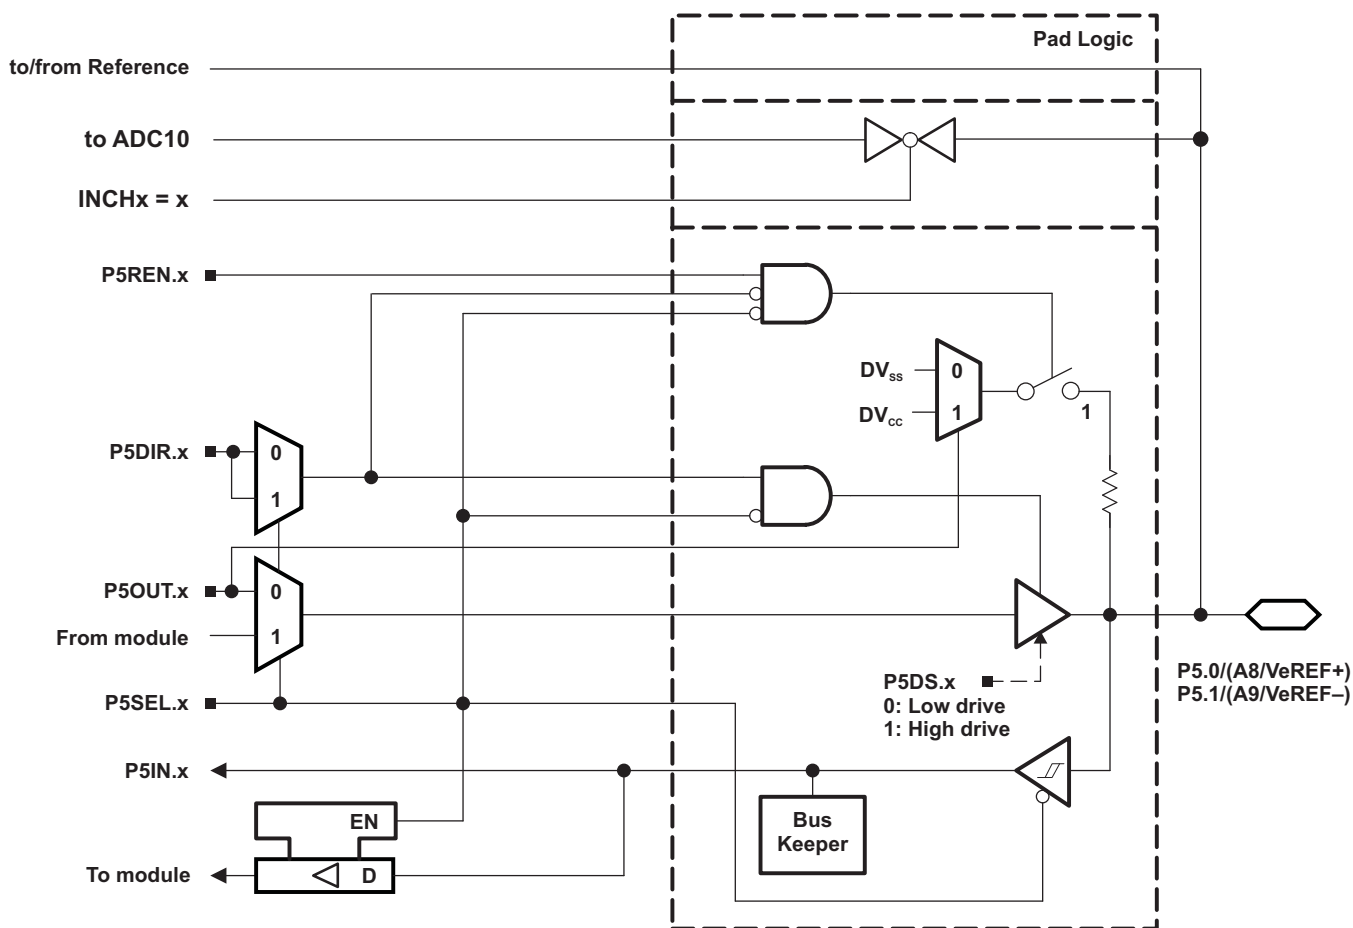 Pad Logic
to/from Reference
to ADC10
INCHx = x
P5REN.x
DVSS
0
DVCC
1
1
P5DIR.x
0
1
P5OUT.x
0
From module
1
P5SEL.x
P5DS.x
0: Low drive
1: High drive
P5.0/(A8/VeREF+)
P5.1/(A9/VeREF–)
P5IN.x
Bus
Keeper
EN
To module
D